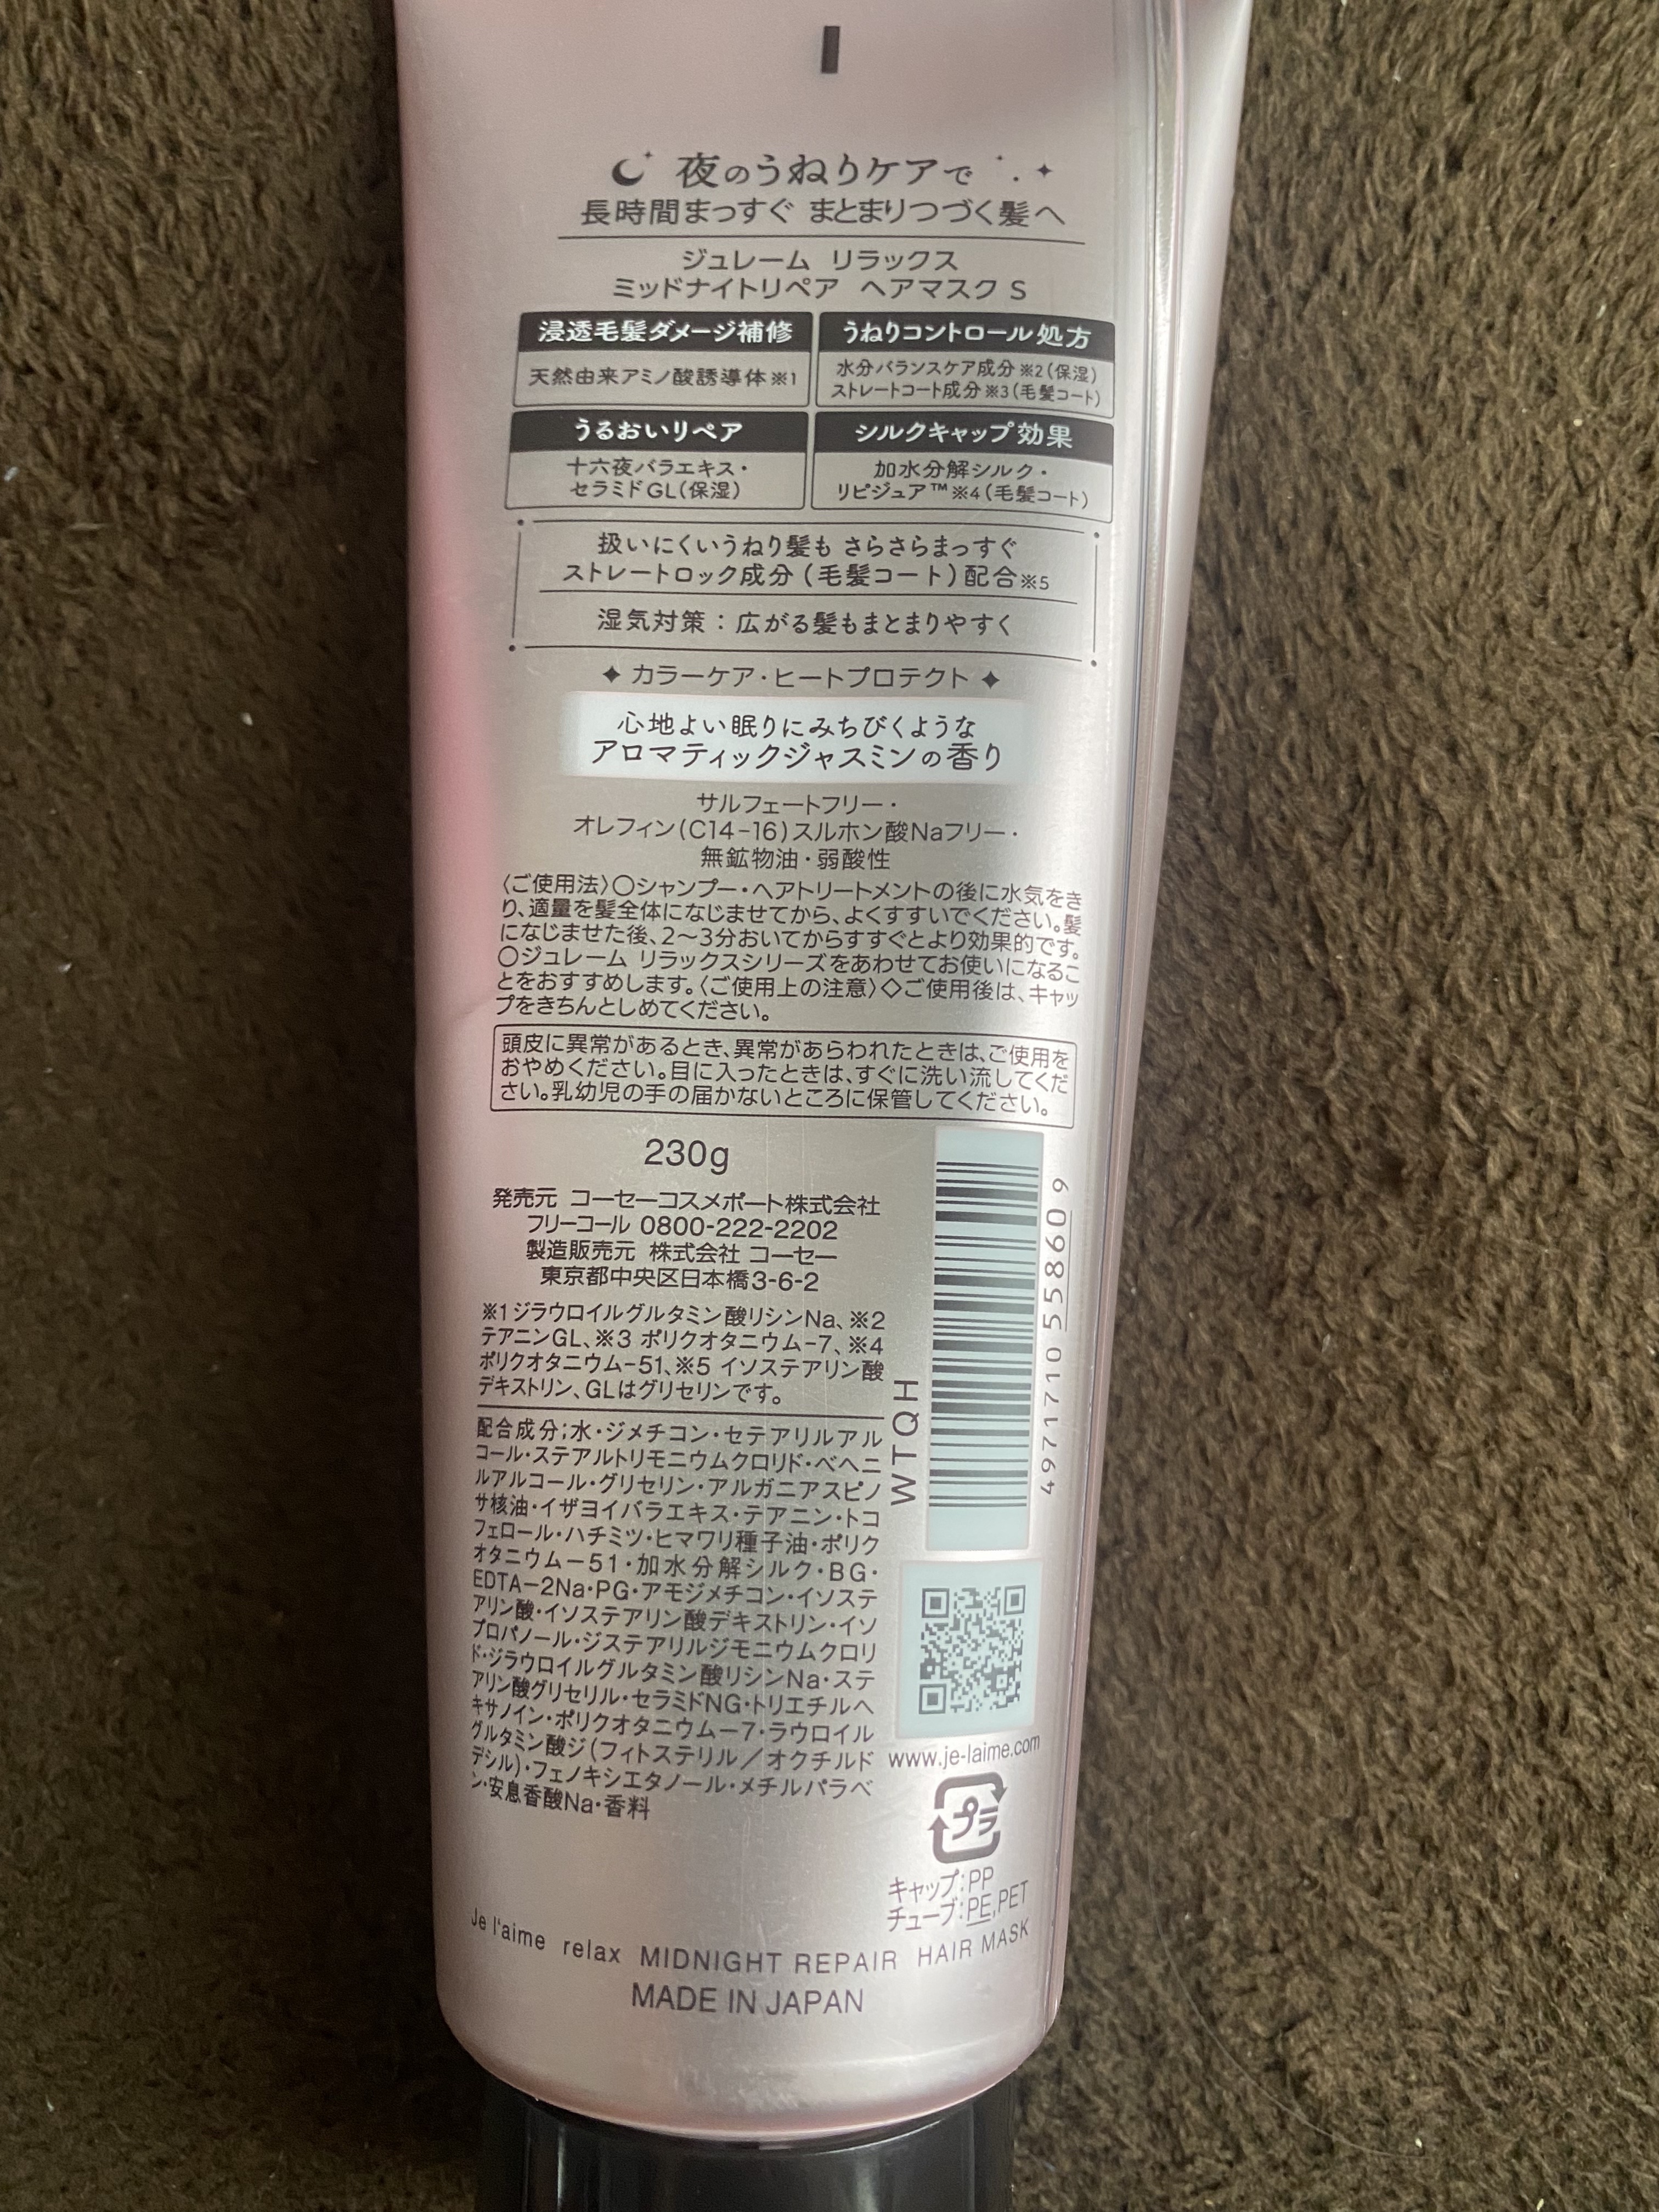 夜のうねりケアで
長時間まっすぐ まとまりつづく髪へ
ジュレーム リラックス
ミッドナイトリペア ヘアマスク S
浸透毛髪ダメージ補修
天然由来アミノ酸誘導体※1
うねりコントロール処方
水分バランスケア成分※2(保湿)
ストレートコート成分※3(毛髪コート)
うるおいリペア
十六夜バラエキス・
セラミドGL(保湿)
シルクキャップ効果
加水分解シルク・
リピジュア™※4(毛髪コート)
扱いにくいうねり髪も さらさらまっすぐ
ストレートロック成分(毛髪コート)配合※5
湿気対策：広がる髪もまとまりやすく
カラーケア・ヒートプロテクト
心地よい眠りにみちびくような
アロマティックジャスミンの香り
サルフェートフリー・
オレフィン(C14-16)スルホン酸Naフリー・
無鉱物油・弱酸性
〈ご使用法〉○シャンプー・ヘアトリートメントの後に水気をき
り、適量を髪全体になじませてから、よくすすいでください。髪
になじませた後、2〜3分おいてからすすぐとより効果的です。
○ジュレーム リラックスシリーズをあわせてお使いになるこ
とをおすすめします。〈ご使用上の注意〉◇ご使用後は、キャッ
プをきちんとしめてください。
頭皮に異常があるとき、異常があらわれたときは、ご使用を
おやめください。目に入ったときは、すぐに洗い流してくだ
さい。乳幼児の手の届かないところに保管してください。
230g
発売元 コーセーコスメポート株式会社
フリーコール 0800-222-2202
製造販売元 株式会社 コーセー
東京都中央区日本橋3-6-2
※1ジラウロイルグルタミン酸リシンNa、※2
テアニンGL、※3 ポリクオタニウム-7、※4
ポリクオタニウム-51、※5 イソステアリン酸
デキストリン、GLはグリセリンです。
配合成分；水・ジメチコン・セテアリルアル
コール・ステアルトリモニウムクロリド・ベヘニ
ルアルコール・グリセリン・アルガニアスピノ
サ核油・イザヨイバラエキス・テアニン・トコ
フェロール・ハチミツ・ヒマワリ種子油・ポリク
オタニウム−51・加水分解シルク・BG・
EDTA−2Na・PG・アモジメチコン・イソステ
アリン酸・イソステアリン酸デキストリン・イソ
プロパノール・ジステアリルジモニウムクロリ
ド・ジラウロイルグルタミン酸リシンNa・ステ
アリン酸グリセリル・セラミドNG・トリエチルヘ
キサノイン・ポリクオタニウム−7・ラウロイル
グルタミン酸ジ(フィトステリル／オクチルド
デシル)・フェノキシエタノール・メチルパラベ
ン・安息香酸Na・香料
WTQH
4971710 558609
www.je-laime.com
プラ
キャップ：PP
チューブ：PE,PET
Je l'aime relax MIDNIGHT REPAIR HAIR MASK
MADE IN JAPAN